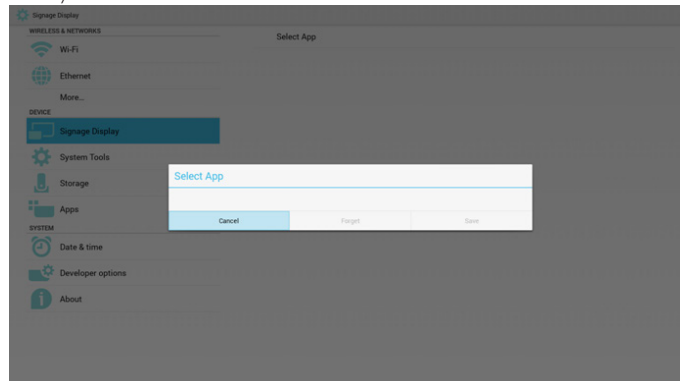 Signage Display
WIRELESS & NETWORKS
Wi-Fi
Ethernet
More...
DEVICE
Signage Display
System Tools
Storage
Apps
SYSTEM
Date & time
Developer options
About
Select App
Select App
Cancel
Forget
Save